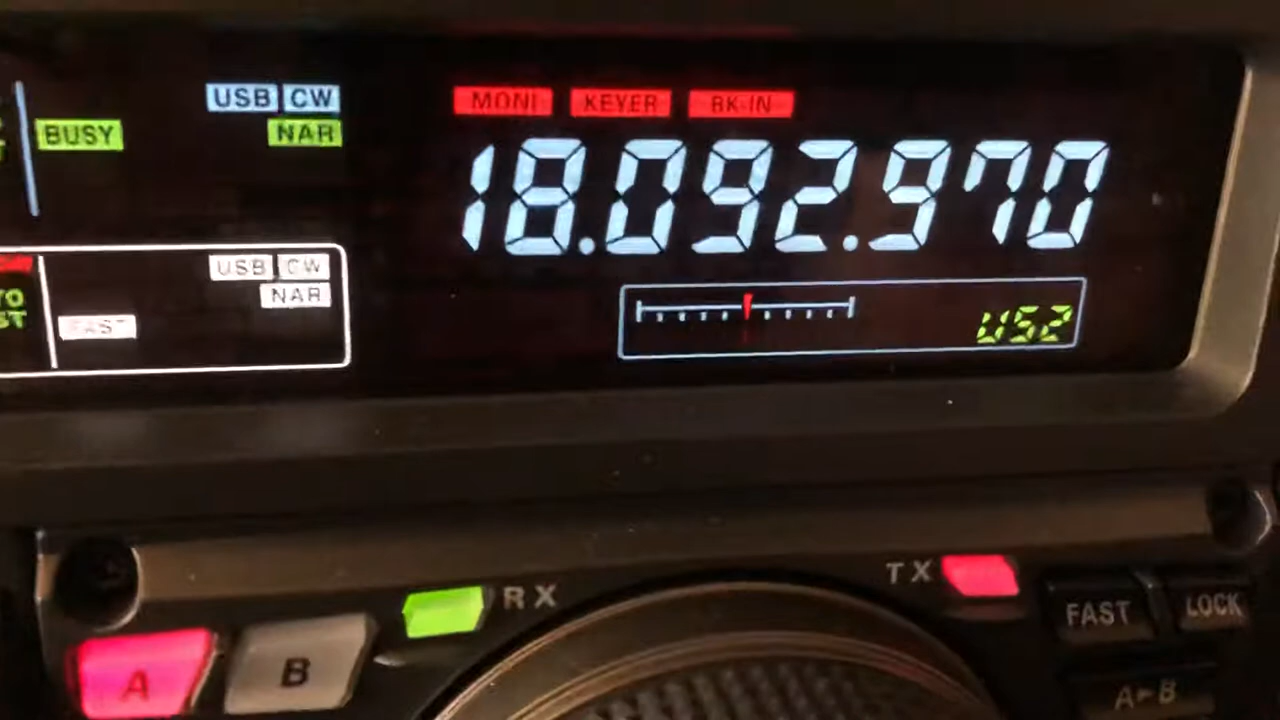 USB CW MONI KEYER BK-IN
BUSY NAR
18.092.970
USB CW
NAR
FAST
US2
RX TX
FAST LOCK
A B
A►B